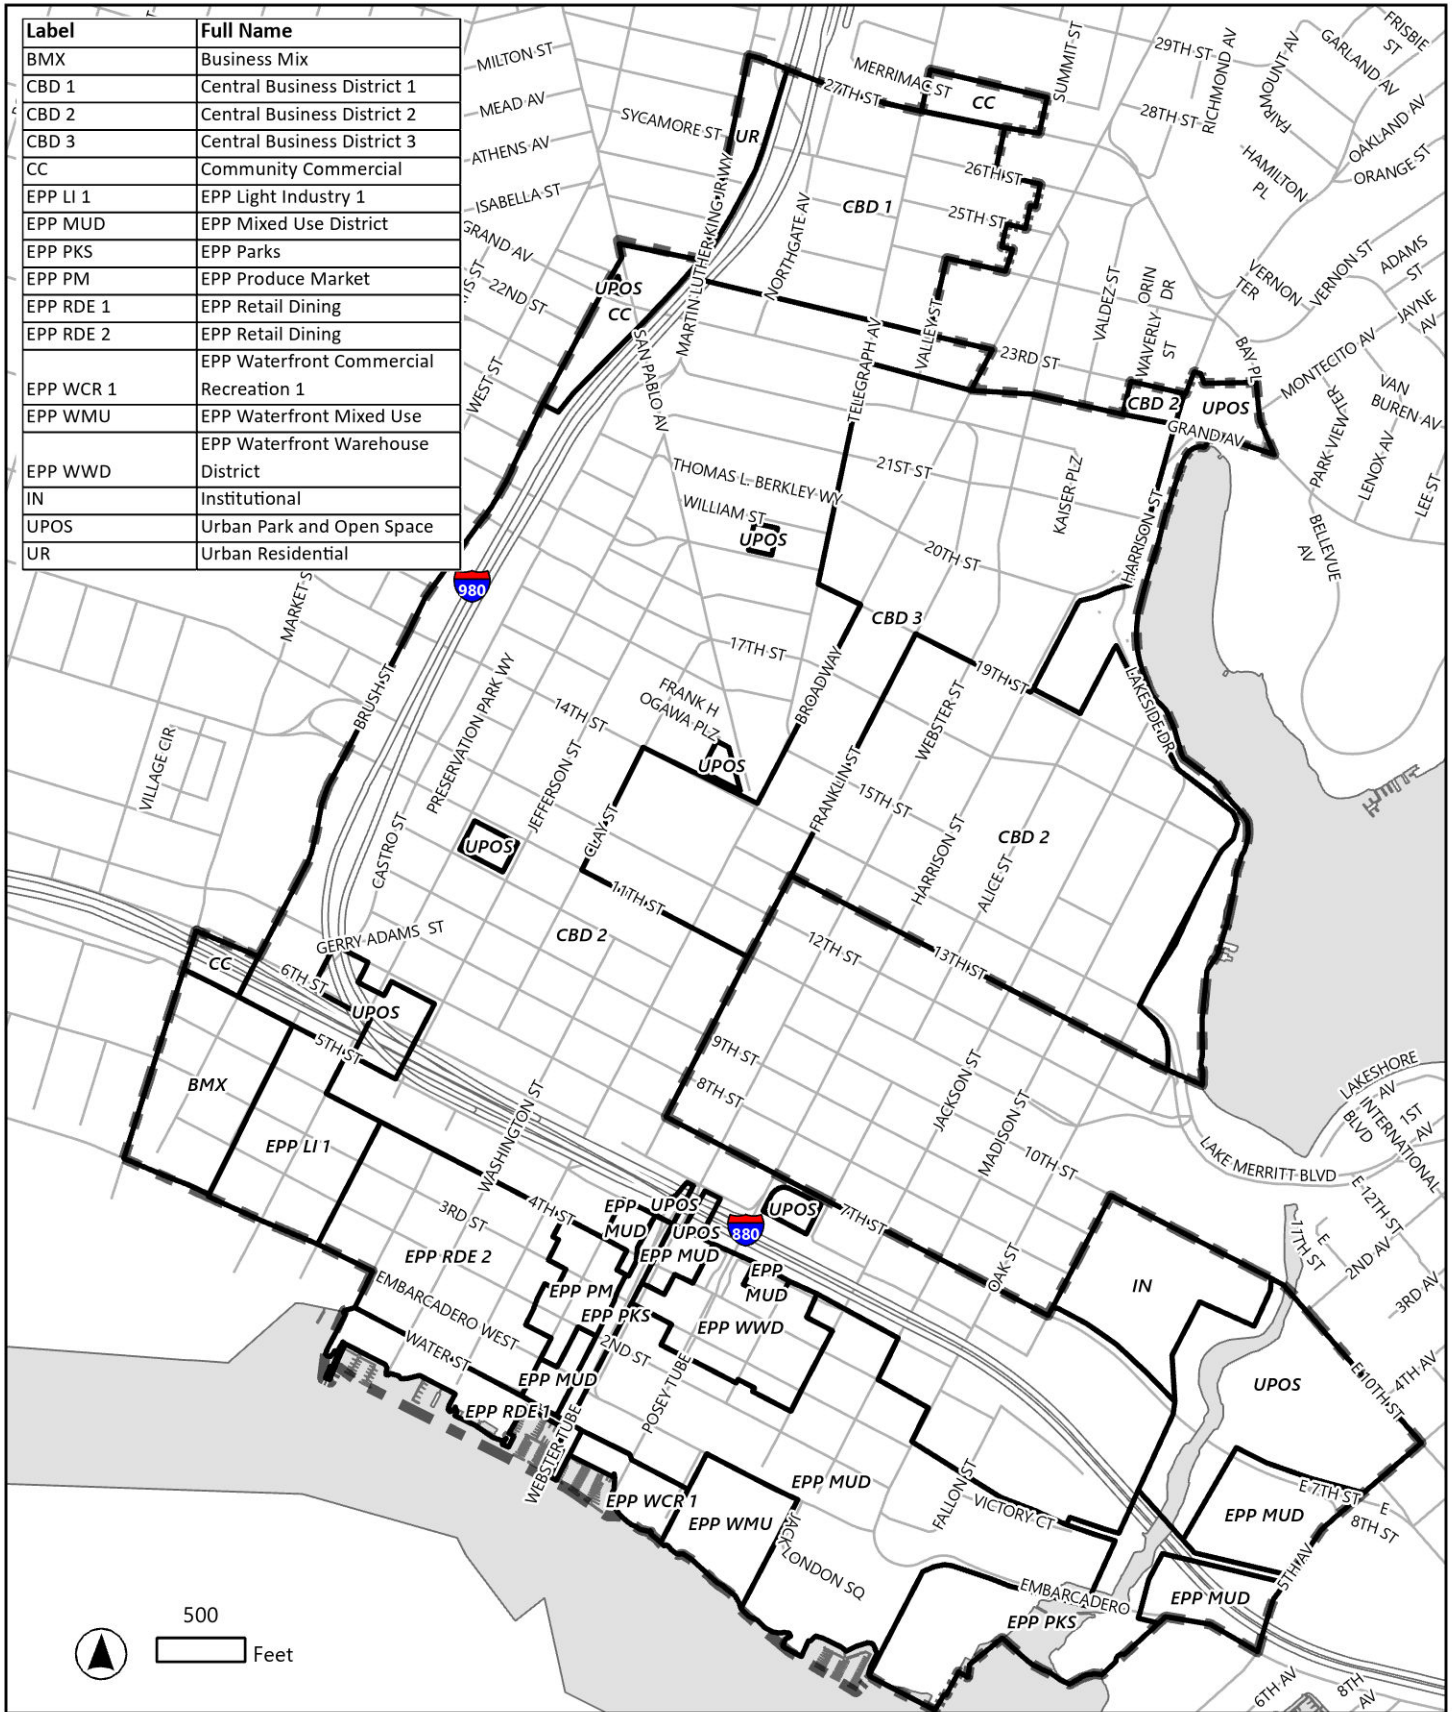 Label Full Name
BMX Business Mix
CBD 1 Central Business District 1
CBD 2 Central Business District 2
CBD 3 Central Business District 3
CC Community Commercial
EPP LI 1 EPP Light Industry 1
EPP MUD EPP Mixed Use District
EPP PKS EPP Parks
EPP PM EPP Produce Market
EPP RDE 1 EPP Retail Dining
EPP RDE 2 EPP Retail Dining
EPP Waterfront Commercial
EPP WCR 1 Recreation 1
EPP WMU EPP Waterfront Mixed Use
EPP Waterfront Warehouse
EPP WWD District
IN Institutional
UPOS Urban Park and Open Space
UR Urban Residential
MILTON ST
MEAD AV
ATHENS AV
ISABELLA ST
GRAND AV
22ND ST
SYCAMORE ST
UR
MERRIMAC ST
27TH ST
CC
SUMMIT ST
29TH ST
28TH ST
RICHMOND AV
FAIRMOUNT AV
GARLAND AV
FRISBIE
ST
OAKLAND AV
ORANGE ST
HAMILTON
PL
26TH ST
25TH ST
CBD 1
NORTHGATE AV
MARTIN LUTHER KING JR WY
UPOS
CC
SAN PABLO AV
WEST ST
TELEGRAPH AV
VALLEY ST
23RD ST
VALDEZ ST
WAVERLY
ST
ORIN
DR
VERNON
TER
VERNON ST
ADAMS
ST
JAYNE
AV
BAY PL
MONTECITO AV
VAN
BUREN AV
PARK VIEW TER
LENOX AV
LEE ST
BELLEVUE
AV
CBD 2
UPOS
GRAND AV
21ST ST
THOMAS L. BERKLEY WY
WILLIAM ST
UPOS
KAISER PLZ
HARRISON ST
20TH ST
980
MARKET S
CBD 3
17TH ST
19TH ST
BROADWAY
FRANK H
OGAWA PLZ
UPOS
BRUSH ST
PRESERVATION PARK WY
14TH ST
JEFFERSON ST
CLAY ST
VILLAGE CIR
CASTRO ST
UPOS
WEBSTER ST
LAKESIDE DR
FRANKLIN ST
15TH ST
HARRISON ST
ALICE ST
CBD 2
11TH ST
CBD 2
GERRY ADAMS ST
12TH ST
13TH ST
CC
6TH ST
UPOS
5TH ST
BMX
9TH ST
8TH ST
JACKSON ST
MADISON ST
10TH ST
LAKESHORE
AV
1ST
AV
INTERNATIONAL
BLVD
LAKE MERRITT BLVD
E 12TH ST
E
11TH ST
2ND AV
3RD AV
4TH AV
E 10TH ST
EPP LI 1
WASHINGTON ST
3RD ST
4TH ST
EPP
MUD
UPOS
UPOS
UPOS
880
7TH ST
OAK ST
IN
EPP RDE 2
EPP MUD
EPP
MUD
EPP PM
EPP PKS
EPP WWD
2ND ST
EMBARCADERO WEST
WATER ST
EPP MUD
EPP RDE 1
WEBSTER TUBE
POSEY TUBE
UPOS
EPP MUD
FALLON ST
VICTORY CT
EPP WCR 1
EPP WMU
JACK LONDON SQ
E 7TH ST
E
8TH ST
EPP MUD
5TH AV
EMBARCADERO
EPP MUD
EPP PKS
6TH AV
8TH
AV
500
Feet